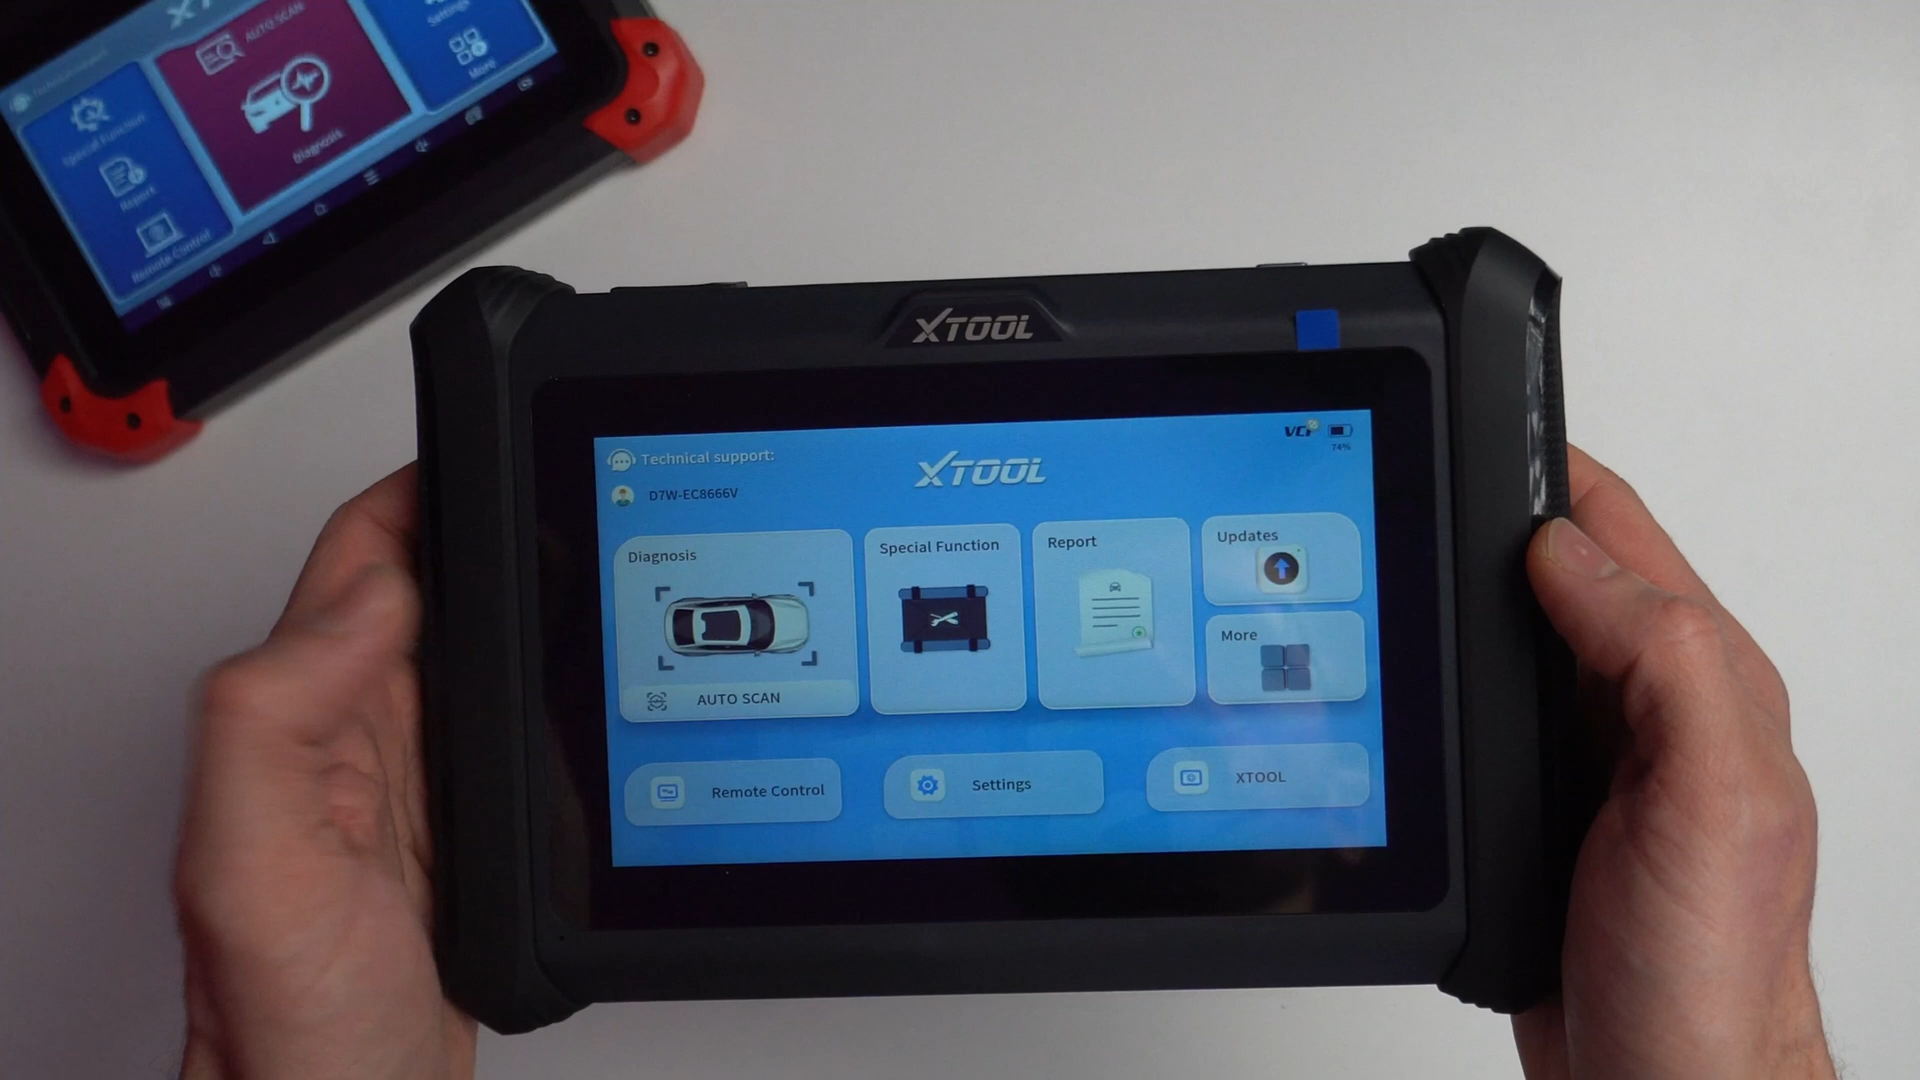 AUTO SCAN
Settings
More
Special Function
Diagnosis
Report
Remote Control
XTOOL
Technical support:
XTOOL
VCI
74%
D7W-EC8666V
Diagnosis
Special Function
Report
Updates
More
AUTO SCAN
Remote Control
Settings
XTOOL